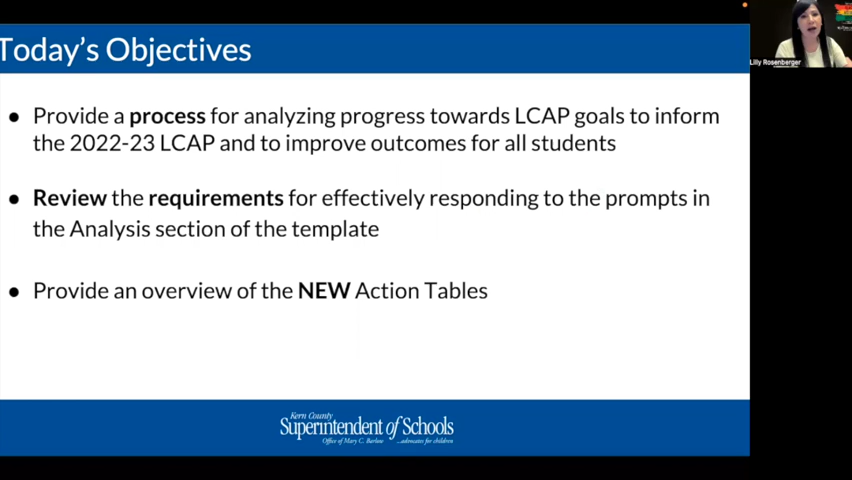 Today's Objectives
Lilly Rosenberger
● Provide a process for analyzing progress towards LCAP goals to inform
the 2022-23 LCAP and to improve outcomes for all students
● Review the requirements for effectively responding to the prompts in
the Analysis section of the template
● Provide an overview of the NEW Action Tables
Kern County
Superintendent of Schools
Office of Mary C. Barlow ...advocates for children